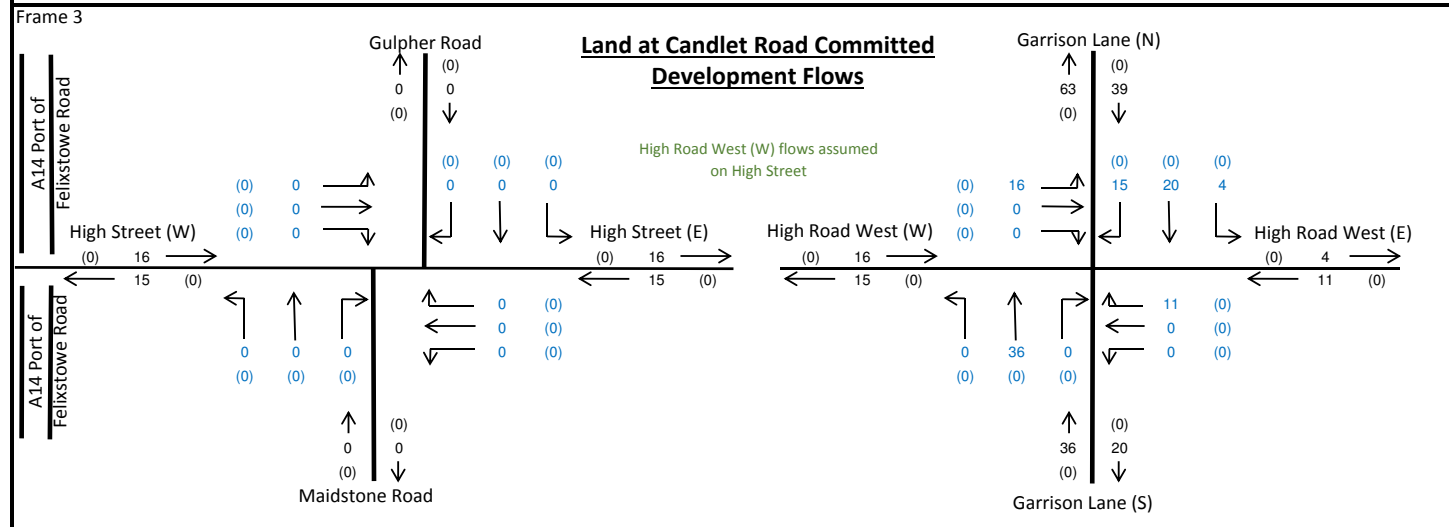 Frame 3
Land at Candlet Road Committed
Development Flows
High Road West (W) flows assumed
on High Street
A14 Port of
Felixstowe Road
A14 Port of
Felixstowe Road
Gulpher Road
(0)
0 0
(0)
(0) (0) (0)
0 0 0
(0) 0
(0) 0
(0) 0
High Street (W)
(0) 16
15 (0)
High Street (E)
(0) 16
15 (0)
0 (0)
0 (0)
0 (0)
0 0 0
(0) (0) (0)
(0)
0 0
(0)
Maidstone Road
Garrison Lane (N)
(0)
63 39
(0)
(0) (0) (0)
15 20 4
(0) 16
(0) 0
(0) 0
High Road West (W)
(0) 16
15 (0)
High Road West (E)
(0) 4
11 (0)
11 (0)
0 (0)
0 (0)
0 36 0
(0) (0) (0)
(0)
36 20
(0)
Garrison Lane (S)